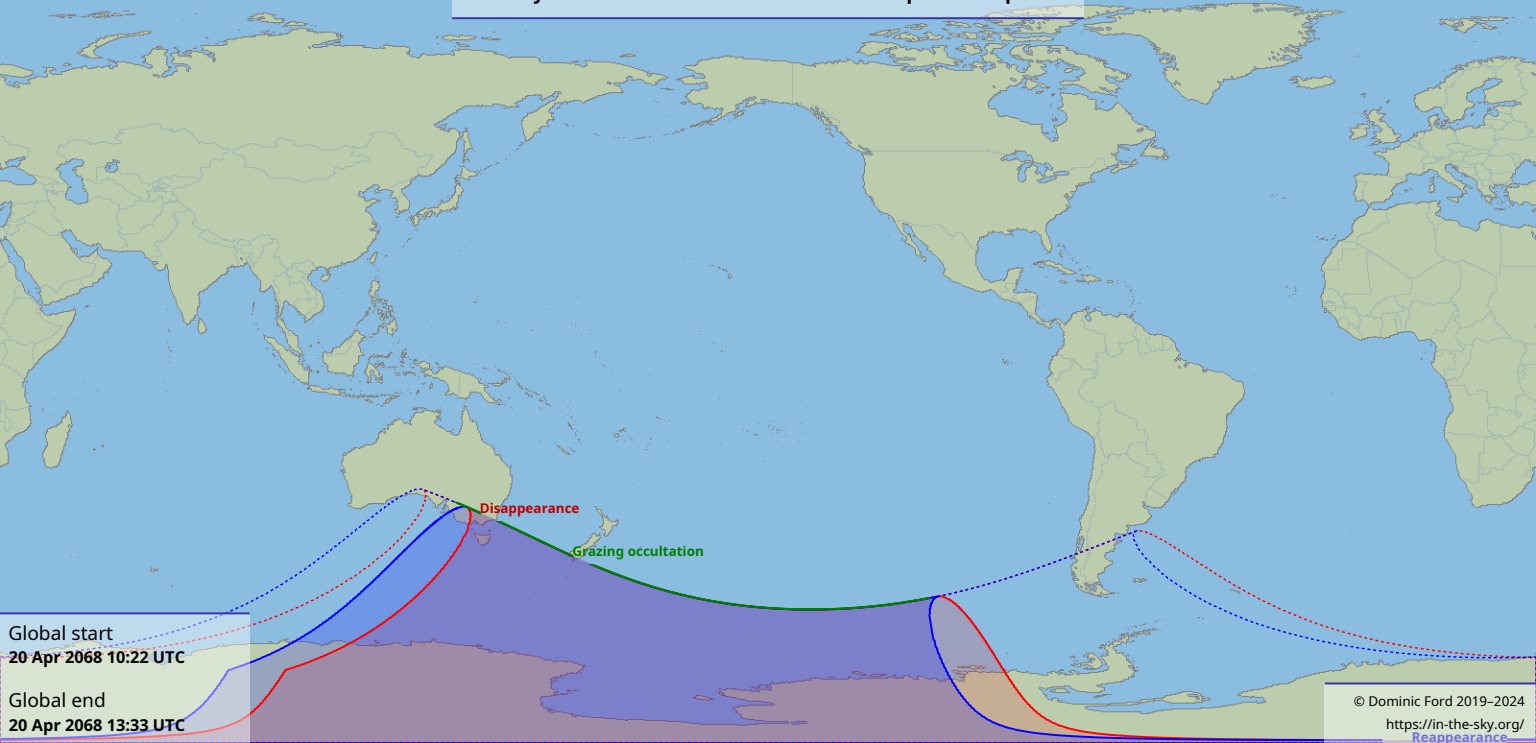 Disappearance
Grazing occultation
Global start
20 Apr 2068 10:22 UTC
Global end
20 Apr 2068 13:33 UTC
© Dominic Ford 2019–2024
https://in-the-sky.org/
Reappearance